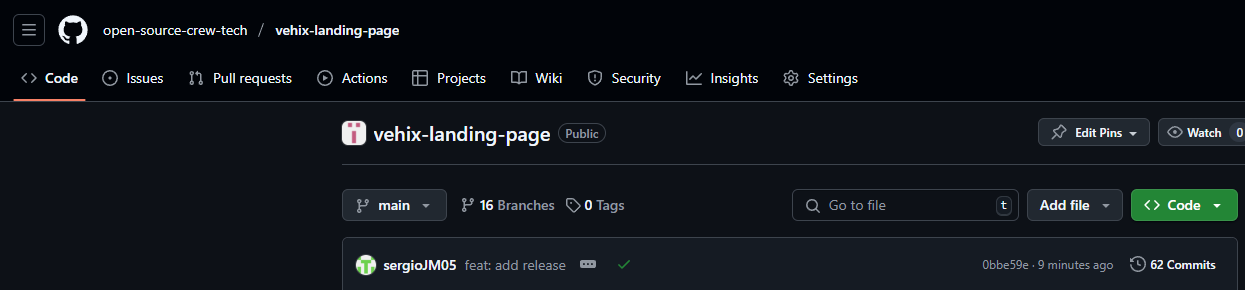 open-source-crew-tech / vehix-landing-page
Code Issues Pull requests Actions Projects Wiki Security Insights Settings
vehix-landing-page Public Edit Pins Watch 0
main 16 Branches 0 Tags Go to file t Add file Code
sergioJM05 feat: add release 0bbe59e · 9 minutes ago 62 Commits